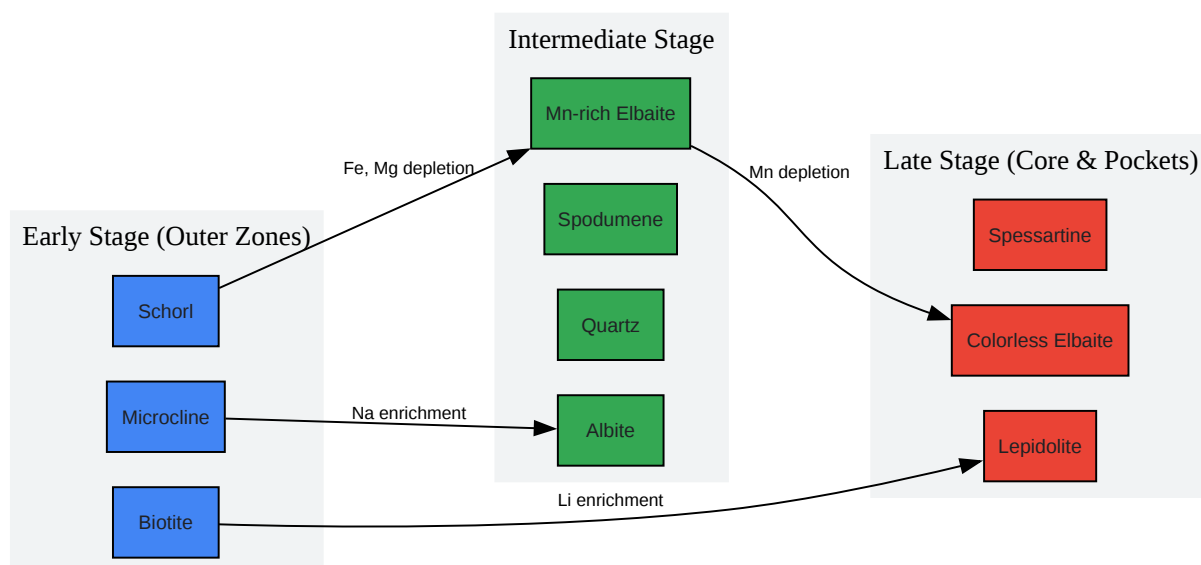 Early Stage (Outer Zones)
Schorl
Microcline
Biotite
Fe, Mg depletion
Na enrichment
Li enrichment
Intermediate Stage
Mn-rich Elbaite
Spodumene
Quartz
Albite
Mn depletion
Late Stage (Core & Pockets)
Spessartine
Colorless Elbaite
Lepidolite